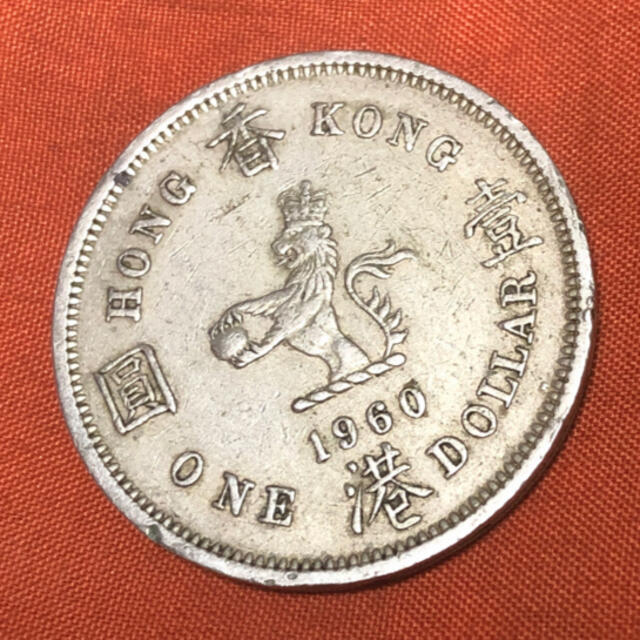 HONG KONG
香
港
壹
圓
1960
ONE DOLLAR